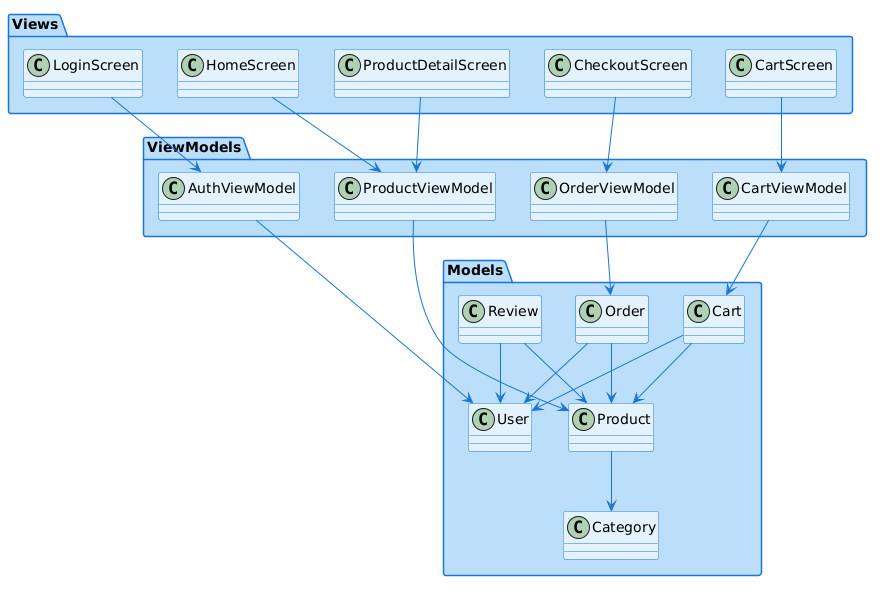 Views
C LoginScreen
C HomeScreen
C ProductDetailScreen
C CheckoutScreen
C CartScreen
ViewModels
C AuthViewModel
C ProductViewModel
C OrderViewModel
C CartViewModel
Models
C Review
C Order
C Cart
C User
C Product
C Category